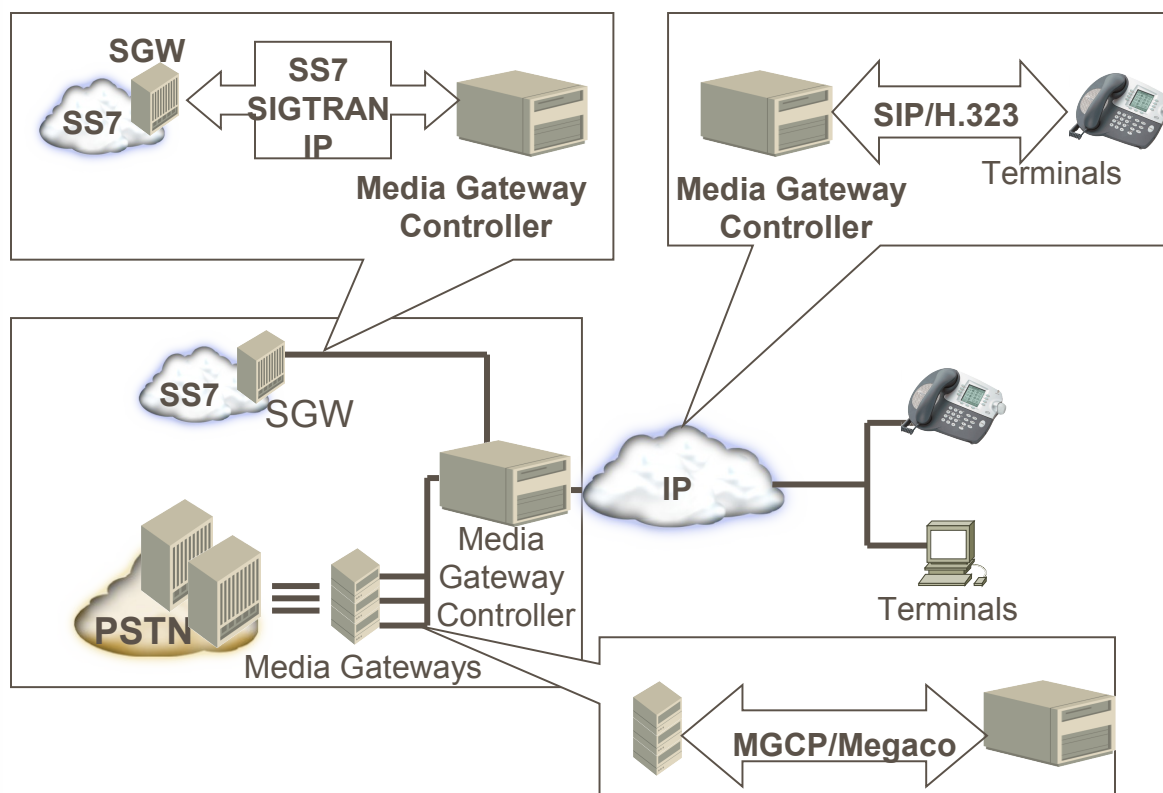 SGW
SS7
SS7
SIGTRAN
IP
Media Gateway
Controller
SIP/H.323
Terminals
Media Gateway
Controller
SS7
SGW
IP
Media
Gateway
Controller
PSTN
Media Gateways
Terminals
MGCP/Megaco